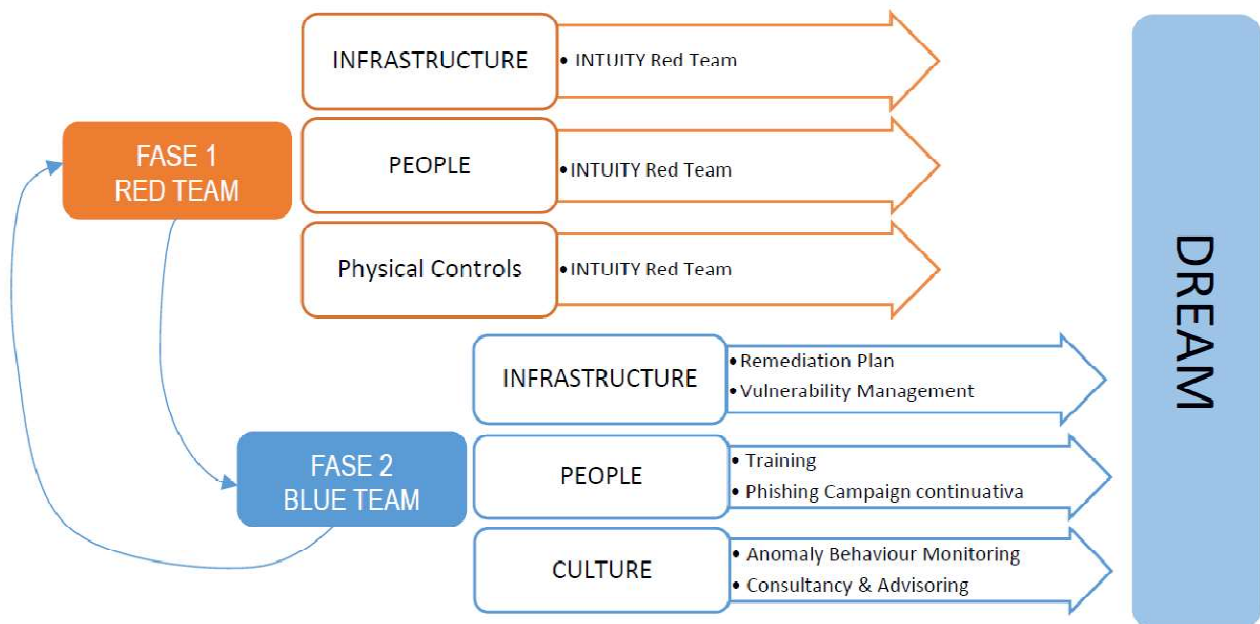 INFRASTRUCTURE
• INTUITY Red Team
FASE 1
RED TEAM
PEOPLE
• INTUITY Red Team
Physical Controls
• INTUITY Red Team
INFRASTRUCTURE
• Remediation Plan
• Vulnerability Management
FASE 2
BLUE TEAM
PEOPLE
• Training
• Phishing Campaign continuativa
CULTURE
• Anomaly Behaviour Monitoring
• Consultancy & Advisoring
DREAM